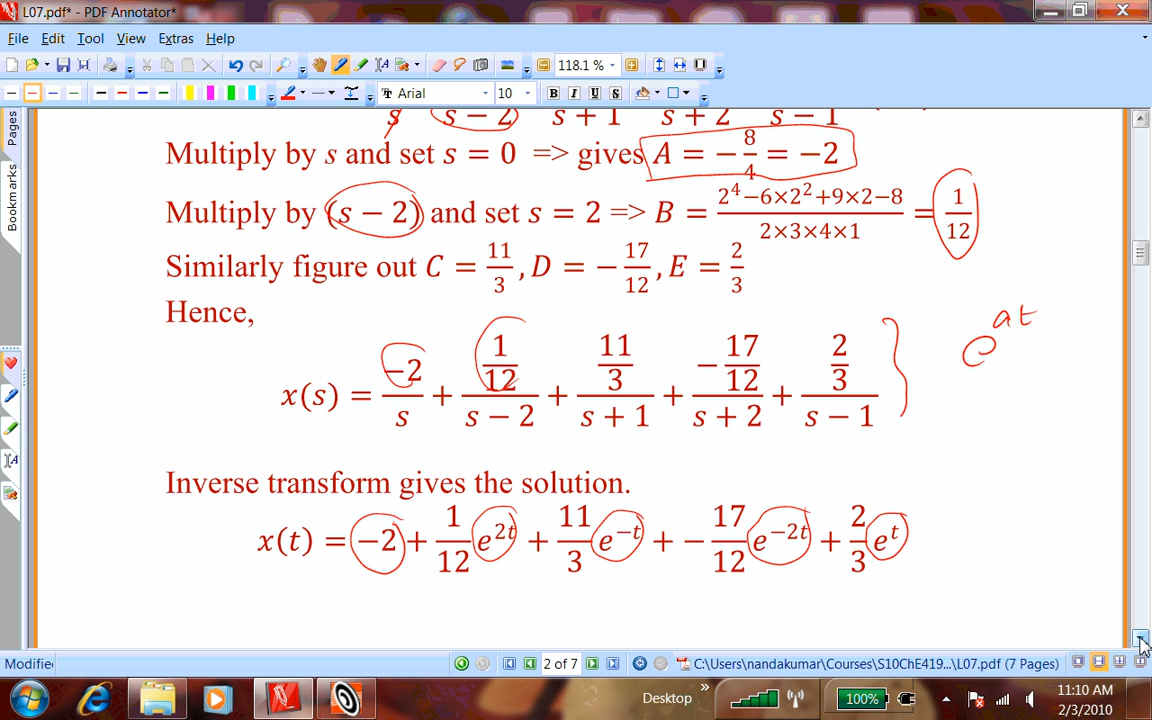 L07.pdf* - PDF Annotator*
File Edit Tool View Extras Help
118.1 %
Arial 10 B I U S
Pages
Bookmarks
s s − 2 s + 1 s + 2 s − 1
Multiply by s and set s = 0 => gives A = −8/4 = −2
Multiply by (s − 2) and set s = 2 => B = (2⁴−6×2²+9×2−8)/(2×3×4×1) = 1/12
Similarly figure out C = 11/3, D = −17/12, E = 2/3
Hence,
e^at
x(s) = −2/s + (1/12)/(s − 2) + (11/3)/(s + 1) + (−17/12)/(s + 2) + (2/3)/(s − 1)
Inverse transform gives the solution.
x(t) = −2 + 1/12 e^2t + 11/3 e^−t + −17/12 e^−2t + 2/3 e^t
Modified
2 of 7
C:\Users\nandakumar\Courses\S10ChE419...\L07.pdf (7 Pages)
Desktop »
100%
11:10 AM
2/3/2010